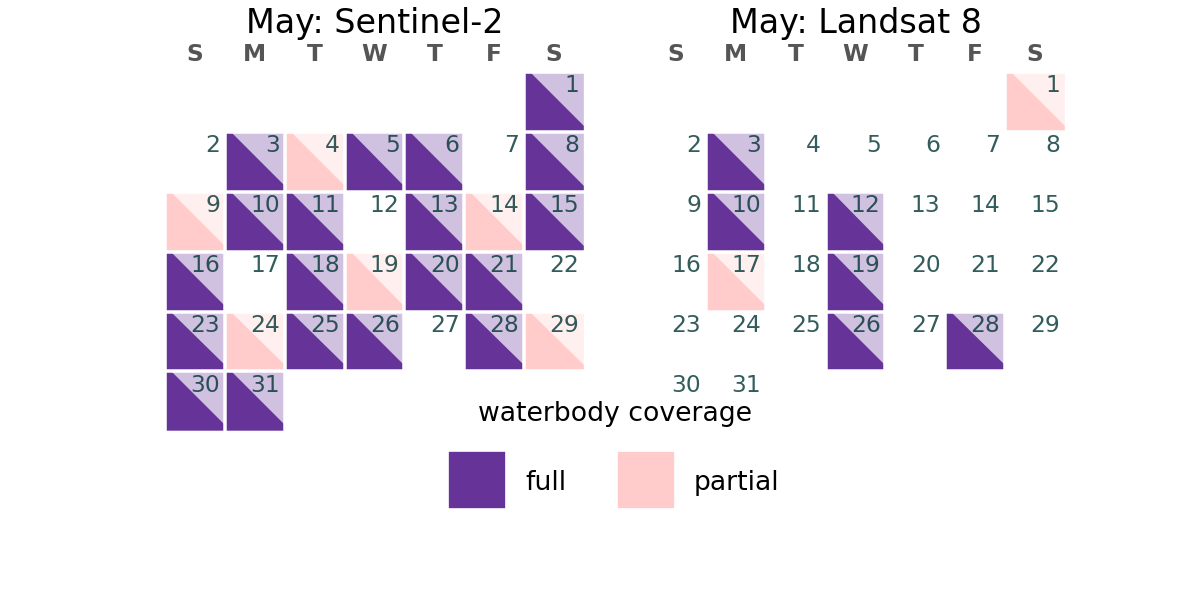 May: Sentinel-2
S M T W T F S
1
2 3 4 5 6 7 8
9 10 11 12 13 14 15
16 17 18 19 20 21 22
23 24 25 26 27 28 29
30 31
May: Landsat 8
S M T W T F S
1
2 3 4 5 6 7 8
9 10 11 12 13 14 15
16 17 18 19 20 21 22
23 24 25 26 27 28 29
30 31
waterbody coverage
full partial